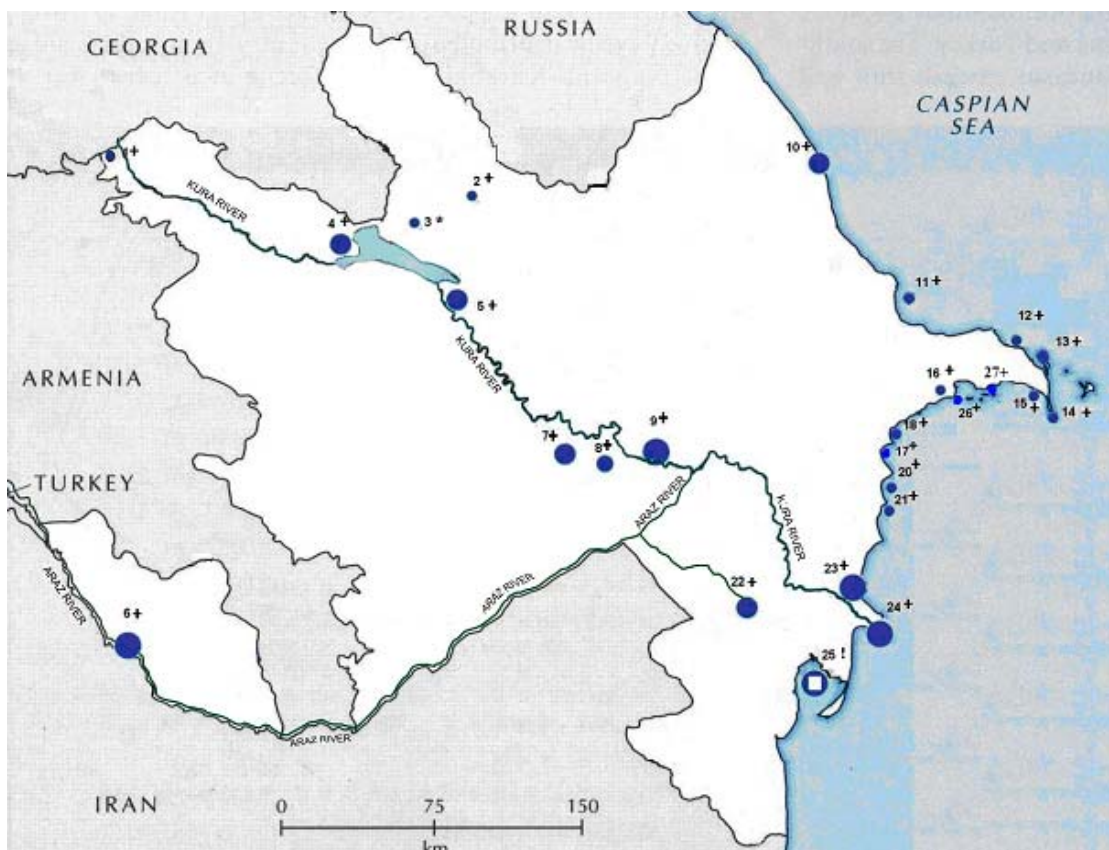 RUSSIA
GEORGIA
CASPIAN
SEA
10+
1+
2+
KURA RIVER
4+
3*
11+
5+
12+
13+
KURA RIVER
ARMENIA
16+
27+
15+
26+
14+
9+
7+
8+
18+
17+
TURKEY
20+
21+
ARAZ RIVER
KURA RIVER
ARAZ RIVER
ARAZ RIVER
23+
22+
24+
6+
25!
ARAZ RIVER
IRAN
0 75 150
km